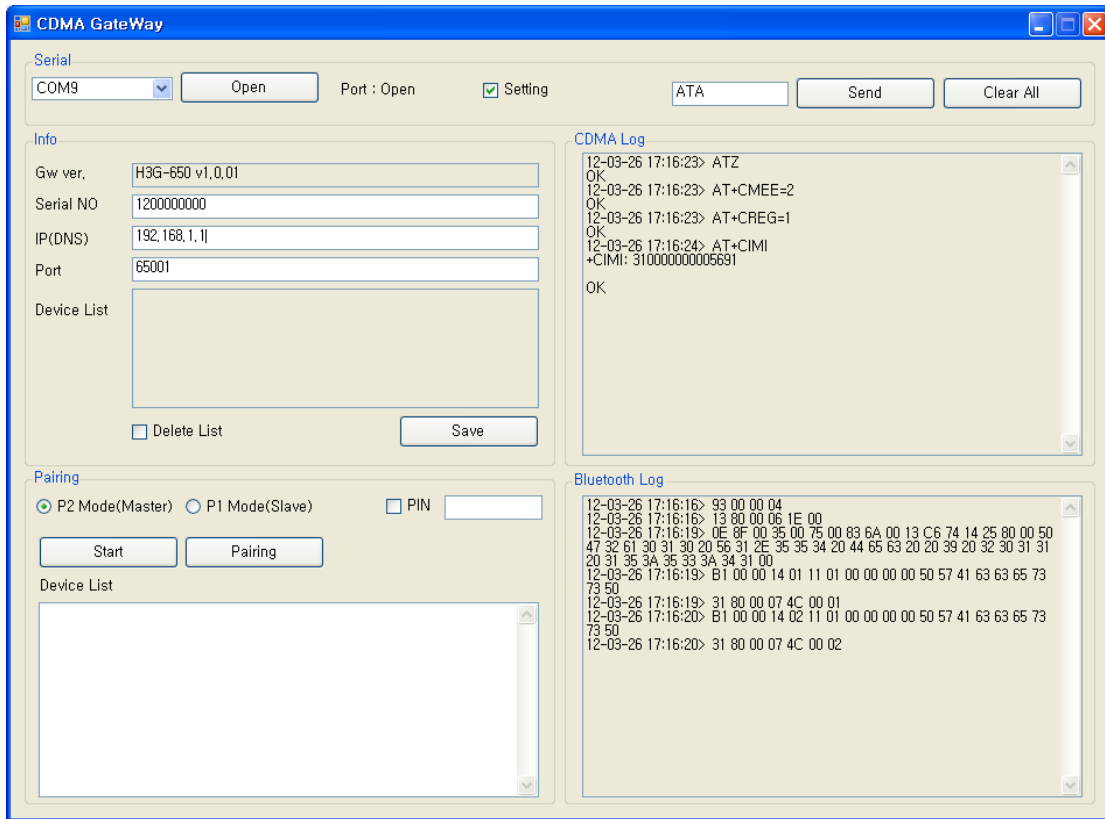 CDMA GateWay
Serial
COM9
Open
Port : Open
Setting
ATA
Send
Clear All
Info
Gw ver.
H3G-650 v1.0.01
Serial NO
1200000000
IP(DNS)
192.168.1.1
Port
65001
Device List
Delete List
Save
CDMA Log
12-03-26 17:16:23> ATZ
OK
12-03-26 17:16:23> AT+CMEE=2
OK
12-03-26 17:16:23> AT+CREG=1
OK
12-03-26 17:16:24> AT+CIMI
+CIMI: 310000000005691
OK
Pairing
P2 Mode(Master)
P1 Mode(Slave)
PIN
Start
Pairing
Device List
Bluetooth Log
12-03-26 17:16:16> 93 00 00 04
12-03-26 17:16:16> 13 80 00 06 1E 00
12-03-26 17:16:19> 0E 8F 00 35 00 75 00 83 6A 00 13 C6 74 14 25 80 00 50
47 32 61 30 31 30 20 56 31 2E 35 35 34 20 44 65 63 20 20 39 20 32 30 31 31
20 31 35 3A 35 33 3A 34 31 00
12-03-26 17:16:19> B1 00 00 14 01 11 01 00 00 00 00 50 57 41 63 63 65 73
73 50
12-03-26 17:16:19> 31 80 00 07 4C 00 01
12-03-26 17:16:20> B1 00 00 14 02 11 01 00 00 00 00 50 57 41 63 63 65 73
73 50
12-03-26 17:16:20> 31 80 00 07 4C 00 02